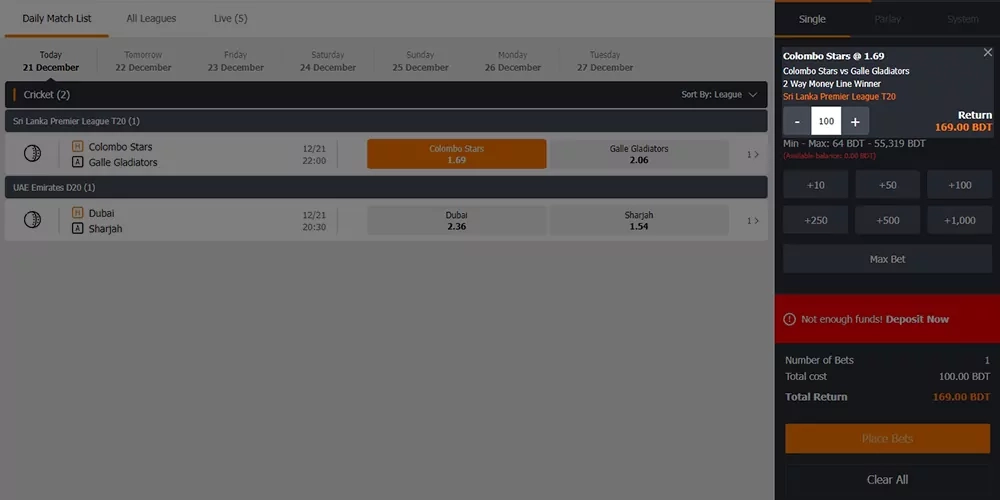 Daily Match List All Leagues Live (5)
Today Tomorrow Friday Saturday Sunday Monday Tuesday
21 December 22 December 23 December 24 December 25 December 26 December 27 December
Cricket (2) Sort By: League
Sri Lanka Premier League T20 (1)
H Colombo Stars 12/21 Colombo Stars Galle Gladiators 1
A Galle Gladiators 22:00 1.69 2.06
UAE Emirates D20 (1)
H Dubai 12/21 Dubai Sharjah 1
A Sharjah 20:30 2.36 1.54
Single Parlay System
Colombo Stars @ 1.69
Colombo Stars vs Galle Gladiators
2 Way Money Line Winner
Sri Lanka Premier League T20
- 100 + Return
169.00 BDT
Min - Max: 64 BDT - 55,319 BDT
(Available balance: 0.00 BDT)
+10 +50 +100
+250 +500 +1,000
Max Bet
Not enough funds! Deposit Now
Number of Bets 1
Total cost 100.00 BDT
Total Return 169.00 BDT
Place Bets
Clear All